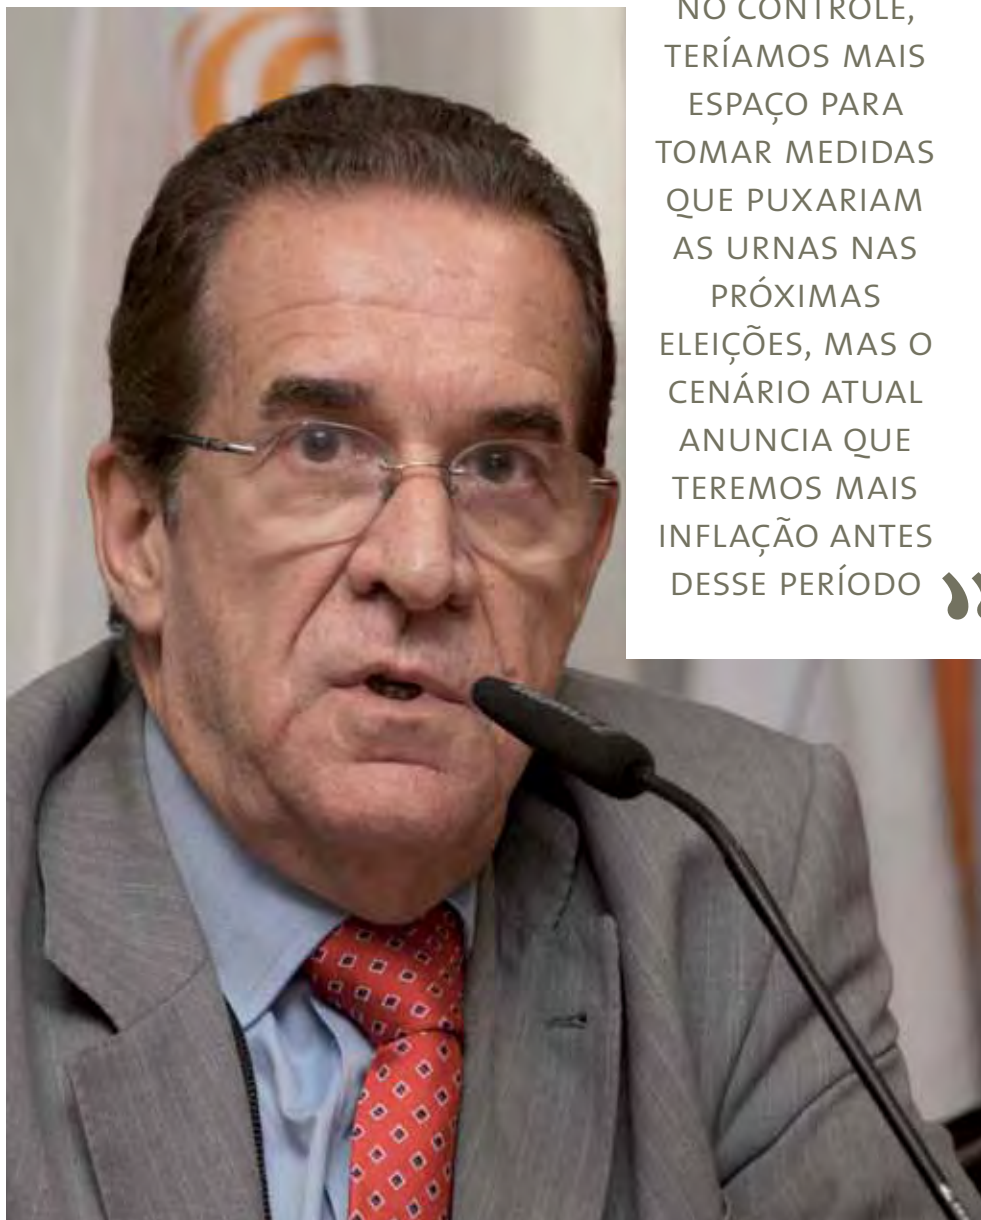 NO CONTROLE,
TERÍAMOS MAIS
ESPAÇO PARA
TOMAR MEDIDAS
QUE PUXARIAM
AS URNAS NAS
PRÓXIMAS
ELEIÇÕES, MAS O
CENÁRIO ATUAL
ANUNCIA QUE
TEREMOS MAIS
INFLAÇÃO ANTES
DESSE PERÍODO ”